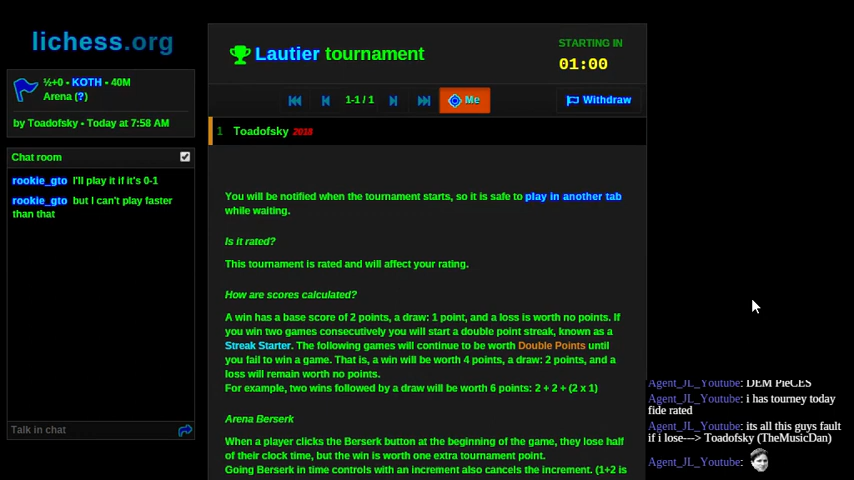 lichess.org
½+0 • KOTH • 40M
Arena (?)
by Toadofsky • Today at 7:58 AM
Chat room
rookie_gto I'll play it if it's 0-1
rookie_gto but I can't play faster
than that
Talk in chat
Lautier tournament
STARTING IN
01:00
1-1 / 1
Me
Withdraw
1 Toadofsky 2018
You will be notified when the tournament starts, so it is safe to play in another tab
while waiting.
Is it rated?
This tournament is rated and will affect your rating.
How are scores calculated?
A win has a base score of 2 points, a draw: 1 point, and a loss is worth no points. If
you win two games consecutively you will start a double point streak, known as a
Streak Starter. The following games will continue to be worth Double Points until
you fail to win a game. That is, a win will be worth 4 points, a draw: 2 points, and a
loss will remain worth no points.
For example, two wins followed by a draw will be worth 6 points: 2 + 2 + (2 x 1)
Arena Berserk
When a player clicks the Berserk button at the beginning of the game, they lose half
of their clock time, but the win is worth one extra tournament point.
Going Berserk in time controls with an increment also cancels the increment. (1+2 is
Agent_JL_Youtube: DEM PieCES
Agent_JL_Youtube: i has tourney today
fide rated
Agent_JL_Youtube: its all this guys fault
if i lose---> Toadofsky (TheMusicDan)
Agent_JL_Youtube: